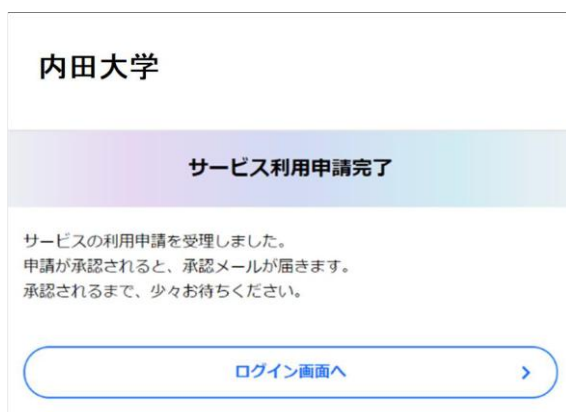 内田大学
サービス利用申請完了
サービスの利用申請を受理しました。
申請が承認されると、承認メールが届きます。
承認されるまで、少々お待ちください。
ログイン画面へ